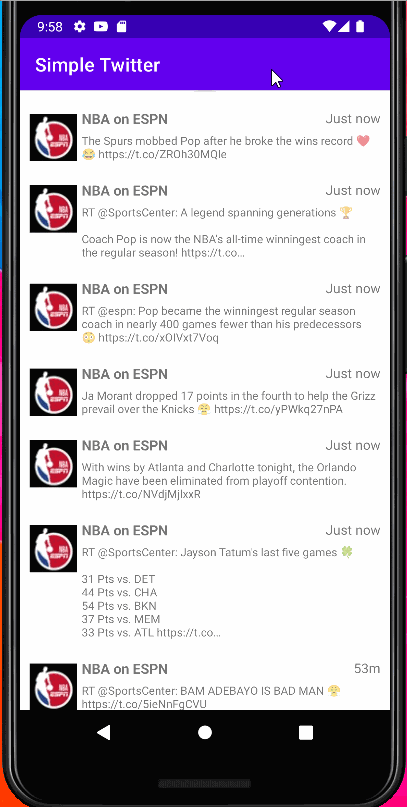 9:58
Simple Twitter
NBA on ESPN Just now
The Spurs mobbed Pop after he broke the wins record ❤️
😂 https://t.co/ZROh30MQle
NBA on ESPN Just now
RT @SportsCenter: A legend spanning generations 🏆
Coach Pop is now the NBA's all-time winningest coach in
the regular season! https://t.co…
NBA on ESPN Just now
RT @espn: Pop became the winningest regular season
coach in nearly 400 games fewer than his predecessors
😳 https://t.co/xOIVxt7Voq
NBA on ESPN Just now
Ja Morant dropped 17 points in the fourth to help the Grizz
prevail over the Knicks 😤 https://t.co/yPWkq27nPA
NBA on ESPN Just now
With wins by Atlanta and Charlotte tonight, the Orlando
Magic have been eliminated from playoff contention.
https://t.co/NVdjMjlxxR
NBA on ESPN Just now
RT @SportsCenter: Jayson Tatum's last five games 🍀
31 Pts vs. DET
44 Pts vs. CHA
54 Pts vs. BKN
37 Pts vs. MEM
33 Pts vs. ATL https://t.co…
NBA on ESPN 53m
RT @SportsCenter: BAM ADEBAYO IS BAD MAN 😤
https://t.co/5ieNnFgCVU